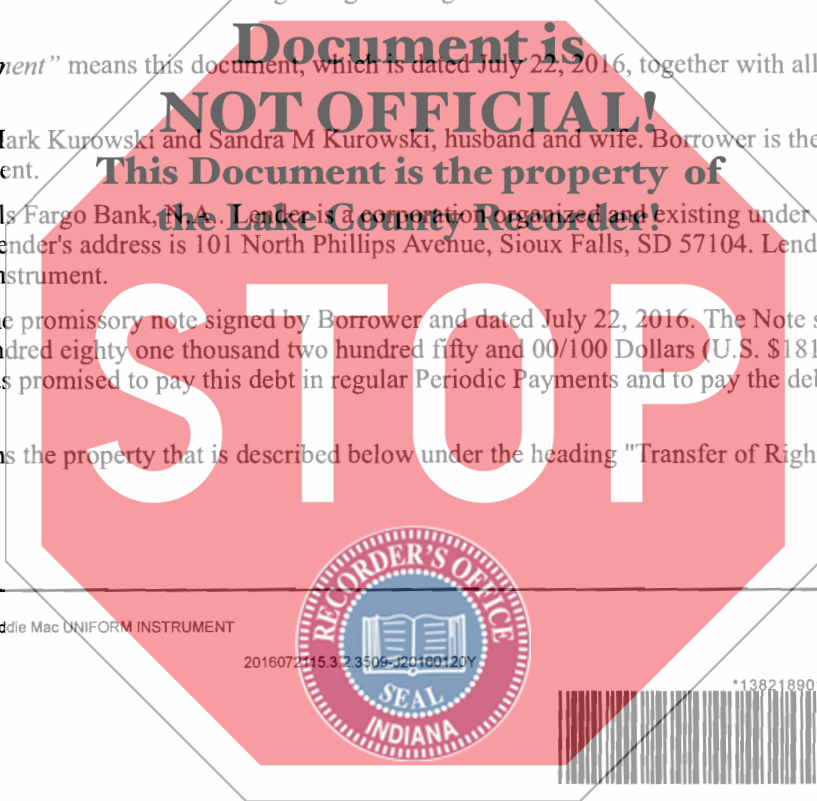 Document is
ment" means this document, which is dated July 22, 2016, together with all
NOT OFFICIAL!
Mark Kurowski and Sandra M Kurowski, husband and wife. Borrower is the
ent.
This Document is the property of
ls Fargo Bank, N.A.. Lender is a corporation organized and existing under
the Lake County Recorder!
ender's address is 101 North Phillips Avenue, Sioux Falls, SD 57104. Lend
nstrument.
e promissory note signed by Borrower and dated July 22, 2016. The Note s
dred eighty one thousand two hundred fifty and 00/100 Dollars (U.S. $181
s promised to pay this debt in regular Periodic Payments and to pay the deb
STOP
ns the property that is described below under the heading "Transfer of Righ
RECORDER'S OFFICE
ddie Mac UNIFORM INSTRUMENT
2016072115.3.2.3509-J20160120Y
SEAL
INDIANA
*13821890